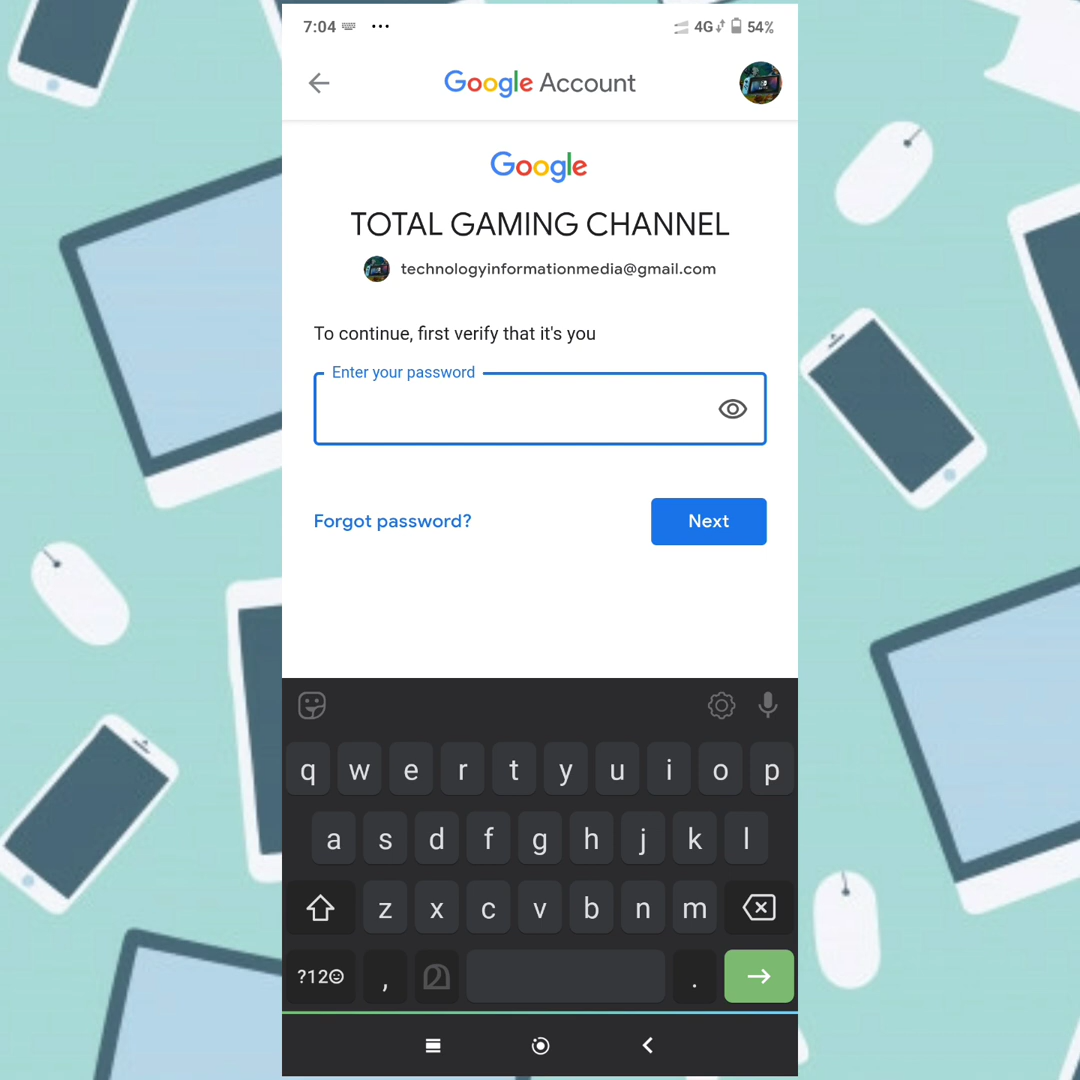 7:04 ... 4G 54%
Google Account
Google
TOTAL GAMING CHANNEL
technologyinformationmedia@gmail.com
To continue, first verify that it's you
Enter your password
Forgot password? Next
q w e r t y u i o p
a s d f g h j k l
z x c v b n m
?12☺ , മ .